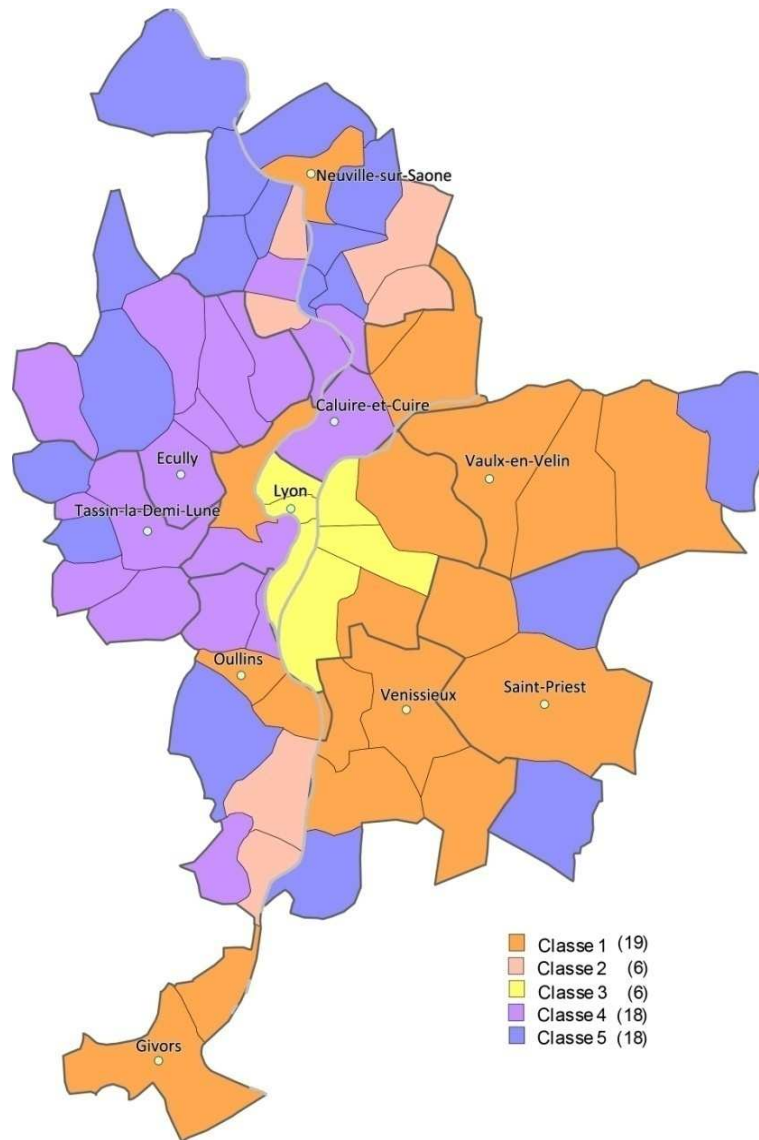 Neuville-sur-Saone
Caluire-et-Cuire
Ecully
Vaulx-en-Velin
Lyon
Tassin-la-Demi-Lune
Oullins
Venissieux
Saint-Priest
Givors
Classe 1 (19)
Classe 2 (6)
Classe 3 (6)
Classe 4 (18)
Classe 5 (18)